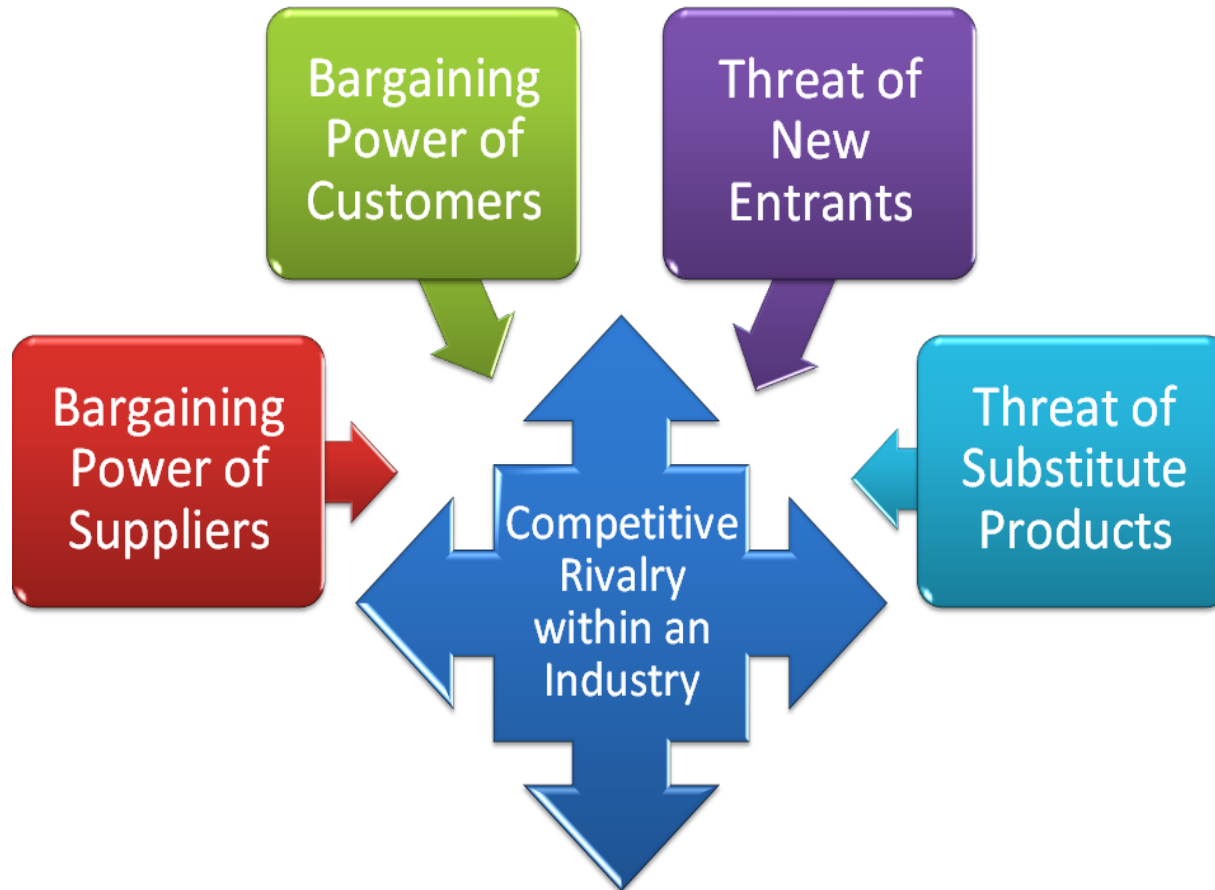 Bargaining
Power of
Customers
Threat of
New
Entrants
Bargaining
Power of
Suppliers
Competitive
Rivalry
within an
Industry
Threat of
Substitute
Products